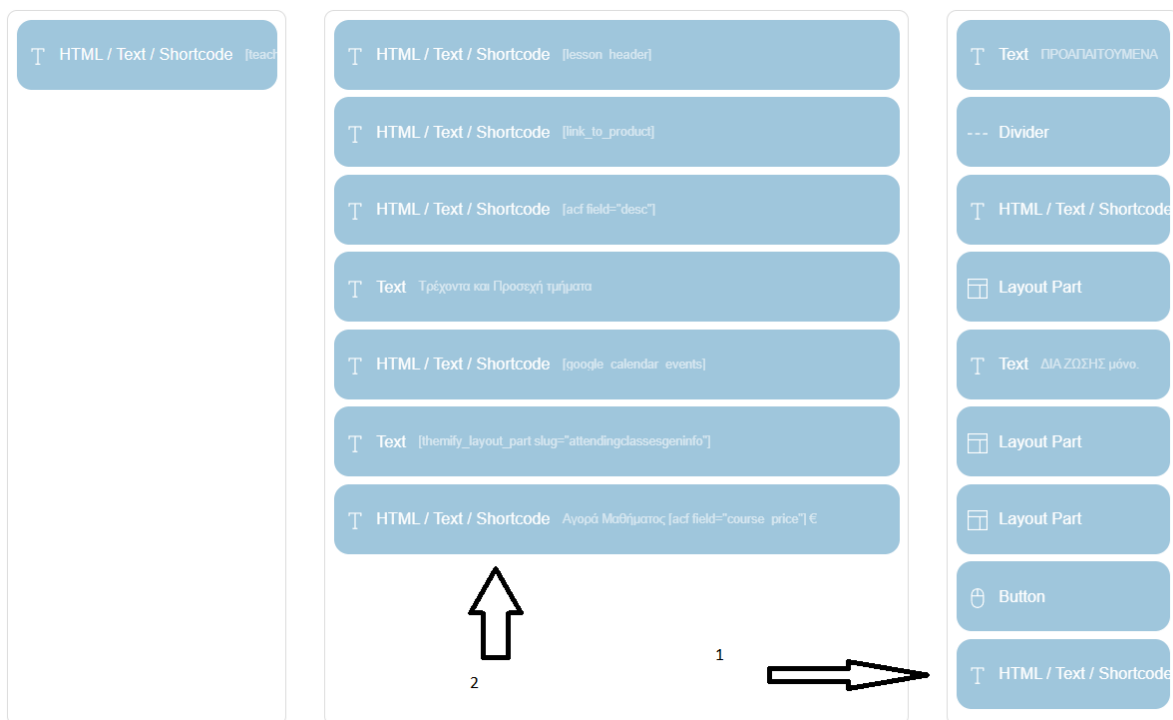 HTML / Text / Shortcode [teach
HTML / Text / Shortcode [lesson_header]
HTML / Text / Shortcode [link_to_product]
HTML / Text / Shortcode [acf field="desc"]
Text Τρέχοντα και Προσεχή τμήματα
HTML / Text / Shortcode [google_calendar_events]
Text [themify_layout_part slug="attendingclassesgeninfo"]
HTML / Text / Shortcode Αγορά Μαθήματος [acf field="course_price"] €
2
1
Text ΠΡΟΑΠΑΙΤΟΥΜΕΝΑ
Divider
HTML / Text / Shortcode
Layout Part
Text ΔΙΑ ΖΩΣΗΣ μόνο.
Layout Part
Layout Part
Button
HTML / Text / Shortcode